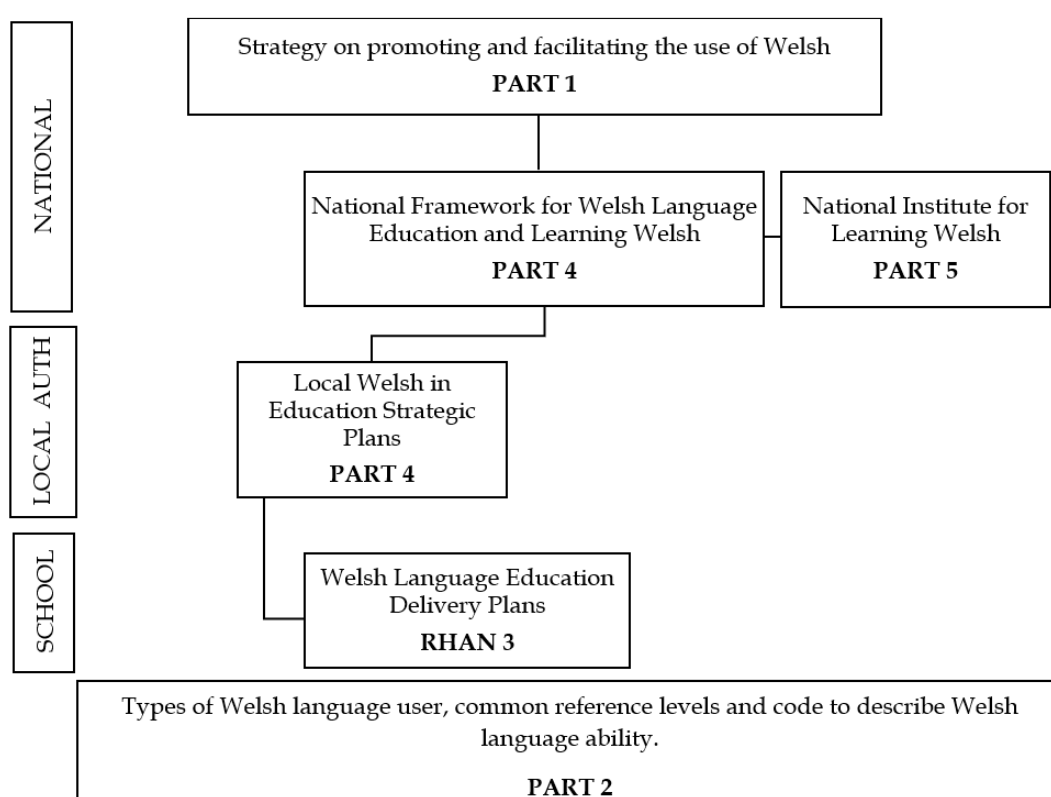 NATIONAL
Strategy on promoting and facilitating the use of Welsh
PART 1
National Framework for Welsh Language
Education and Learning Welsh
PART 4
National Institute for
Learning Welsh
PART 5
LOCAL AUTH
Local Welsh in
Education Strategic
Plans
PART 4
SCHOOL
Welsh Language Education
Delivery Plans
RHAN 3
Types of Welsh language user, common reference levels and code to describe Welsh
language ability.
PART 2